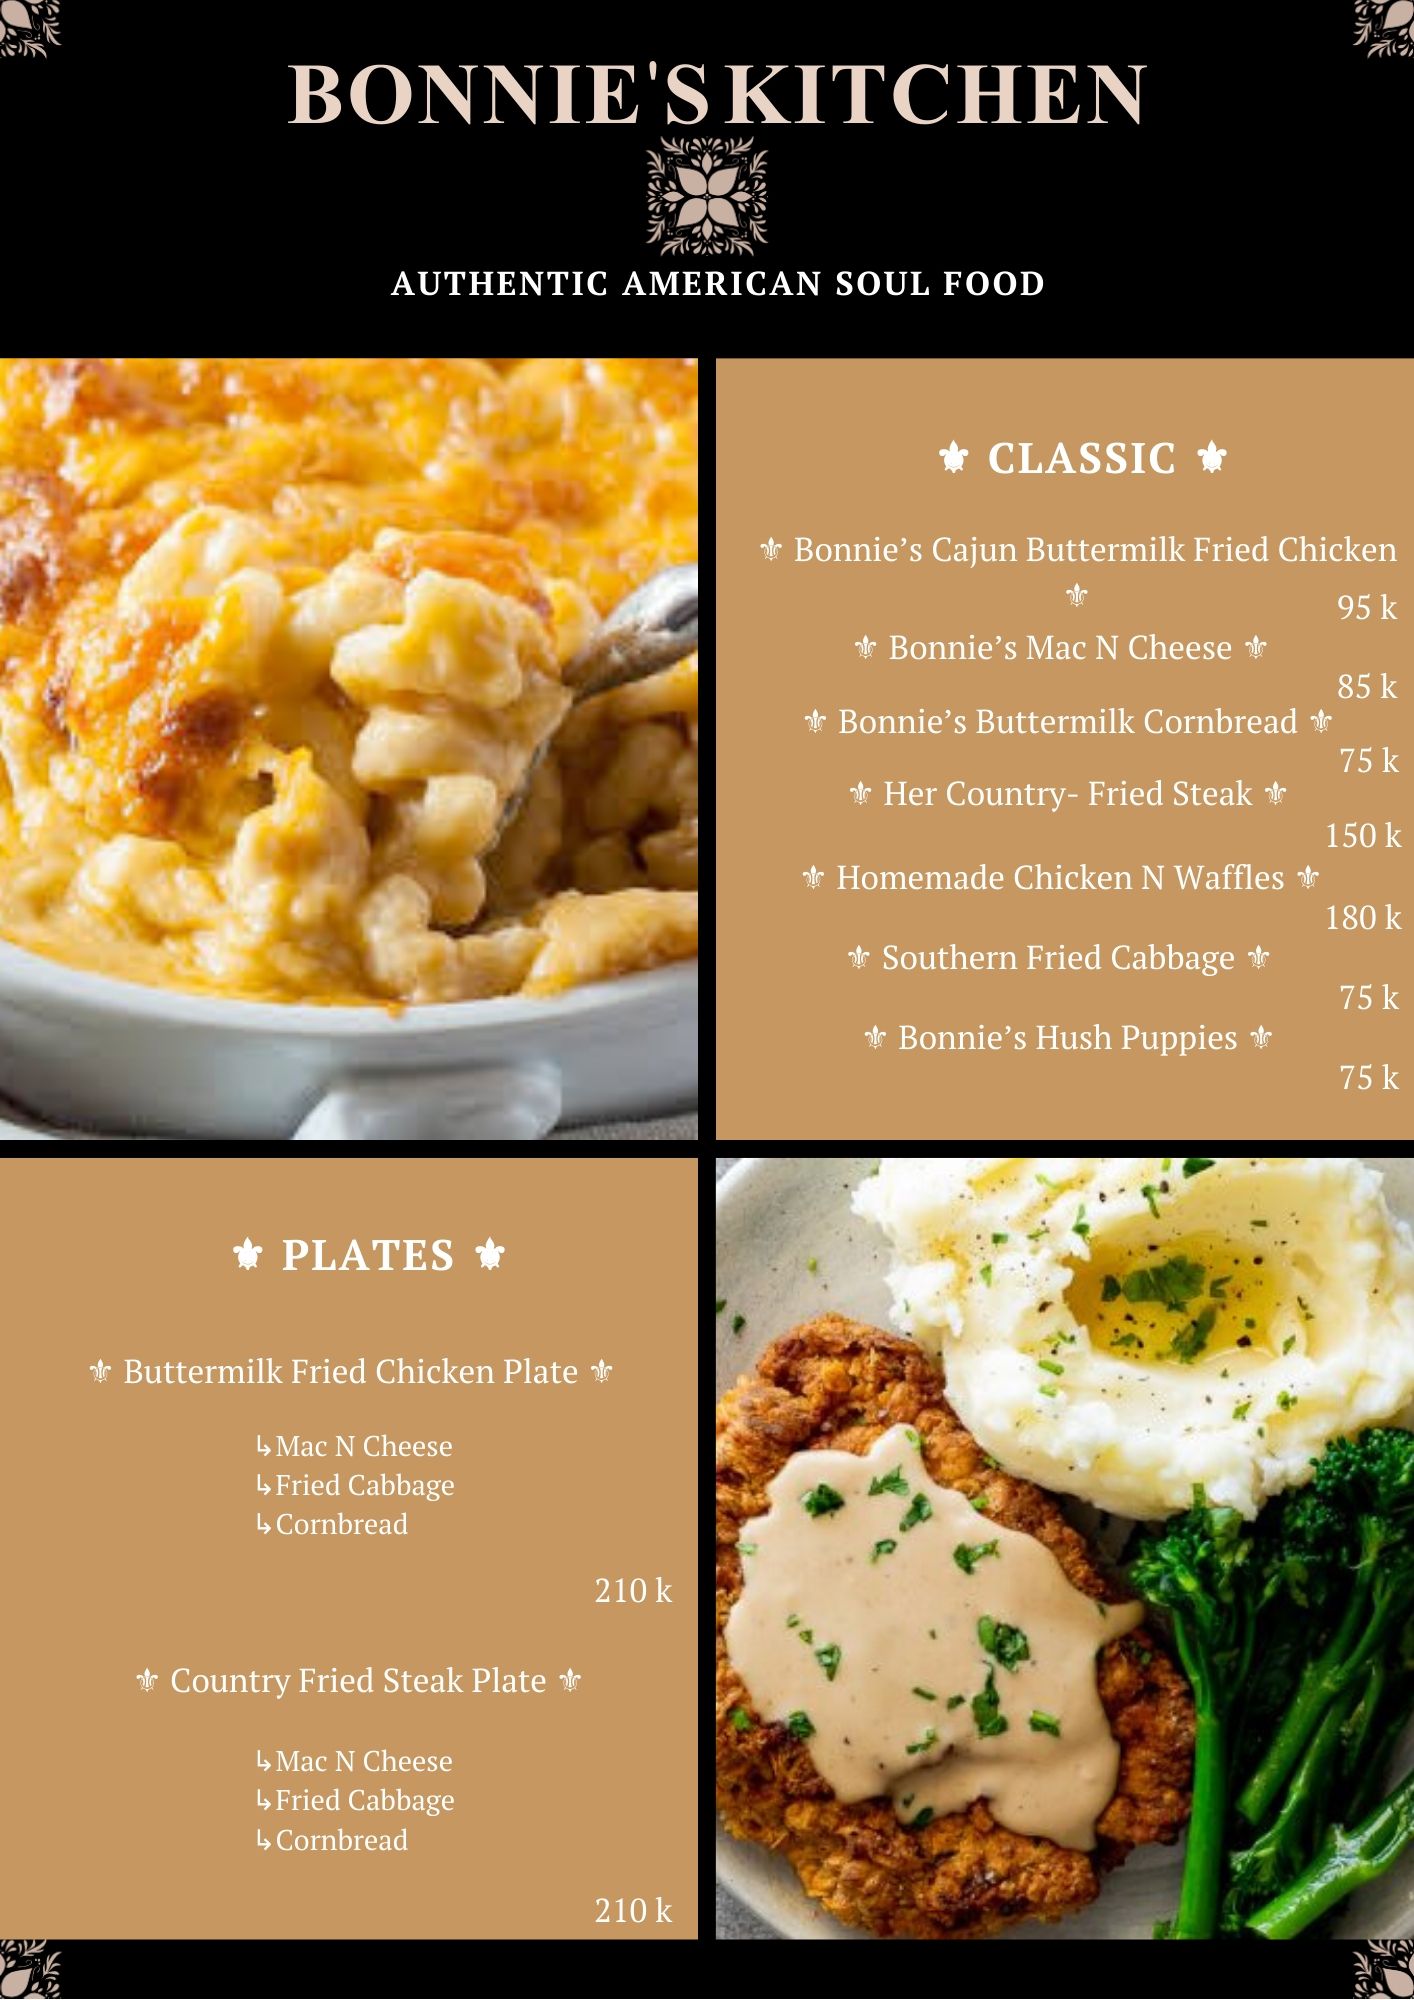 BONNIE'S KITCHEN
AUTHENTIC AMERICAN SOUL FOOD
⚜ CLASSIC ⚜
⚜ Bonnie’s Cajun Buttermilk Fried Chicken
⚜ 95 k
⚜ Bonnie’s Mac N Cheese ⚜
85 k
⚜ Bonnie’s Buttermilk Cornbread ⚜
75 k
⚜ Her Country- Fried Steak ⚜
150 k
⚜ Homemade Chicken N Waffles ⚜
180 k
⚜ Southern Fried Cabbage ⚜
75 k
⚜ Bonnie’s Hush Puppies ⚜
75 k
⚜ PLATES ⚜
⚜ Buttermilk Fried Chicken Plate ⚜
↳Mac N Cheese
↳Fried Cabbage
↳Cornbread
210 k
⚜ Country Fried Steak Plate ⚜
↳Mac N Cheese
↳Fried Cabbage
↳Cornbread
210 k